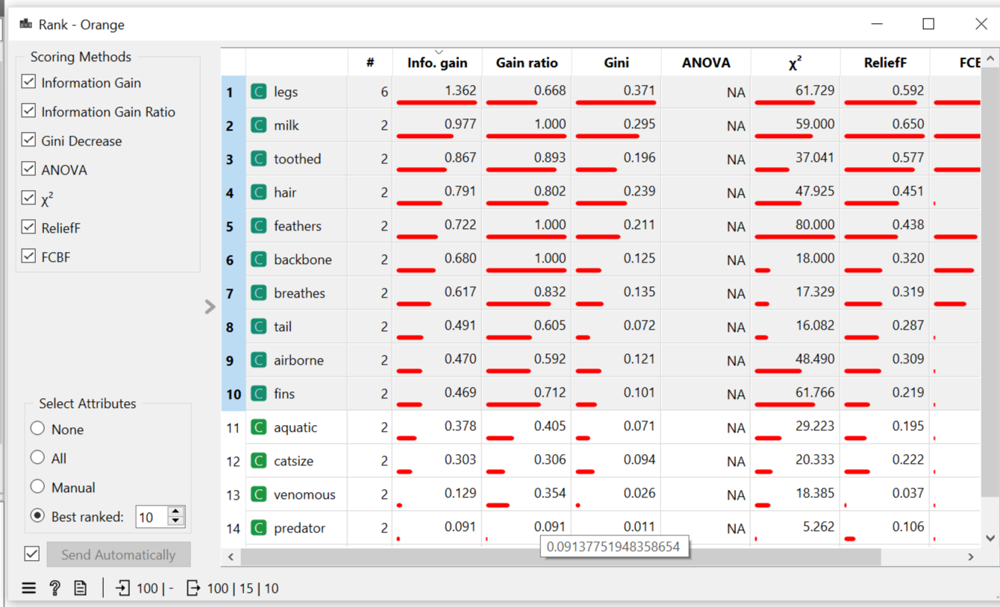 Rank - Orange
Scoring Methods
Information Gain
Information Gain Ratio
Gini Decrease
ANOVA
χ²
ReliefF
FCBF
Select Attributes
None
All
Manual
Best ranked: 10
Send Automatically
# Info. gain Gain ratio Gini ANOVA χ² ReliefF FCB
1 C legs 6 1.362 0.668 0.371 NA 61.729 0.592
2 C milk 2 0.977 1.000 0.295 NA 59.000 0.650
3 C toothed 2 0.867 0.893 0.196 NA 37.041 0.577
4 C hair 2 0.791 0.802 0.239 NA 47.925 0.451
5 C feathers 2 0.722 1.000 0.211 NA 80.000 0.438
6 C backbone 2 0.680 1.000 0.125 NA 18.000 0.320
7 C breathes 2 0.617 0.832 0.135 NA 17.329 0.319
8 C tail 2 0.491 0.605 0.072 NA 16.082 0.287
9 C airborne 2 0.470 0.592 0.121 NA 48.490 0.309
10 C fins 2 0.469 0.712 0.101 NA 61.766 0.219
11 C aquatic 2 0.378 0.405 0.071 NA 29.223 0.195
12 C catsize 2 0.303 0.306 0.094 NA 20.333 0.222
13 C venomous 2 0.129 0.354 0.026 NA 18.385 0.037
14 C predator 2 0.091 0.091 0.011 NA 5.262 0.106
0.09137751948358654
? 100 | - 100 | 15 | 10